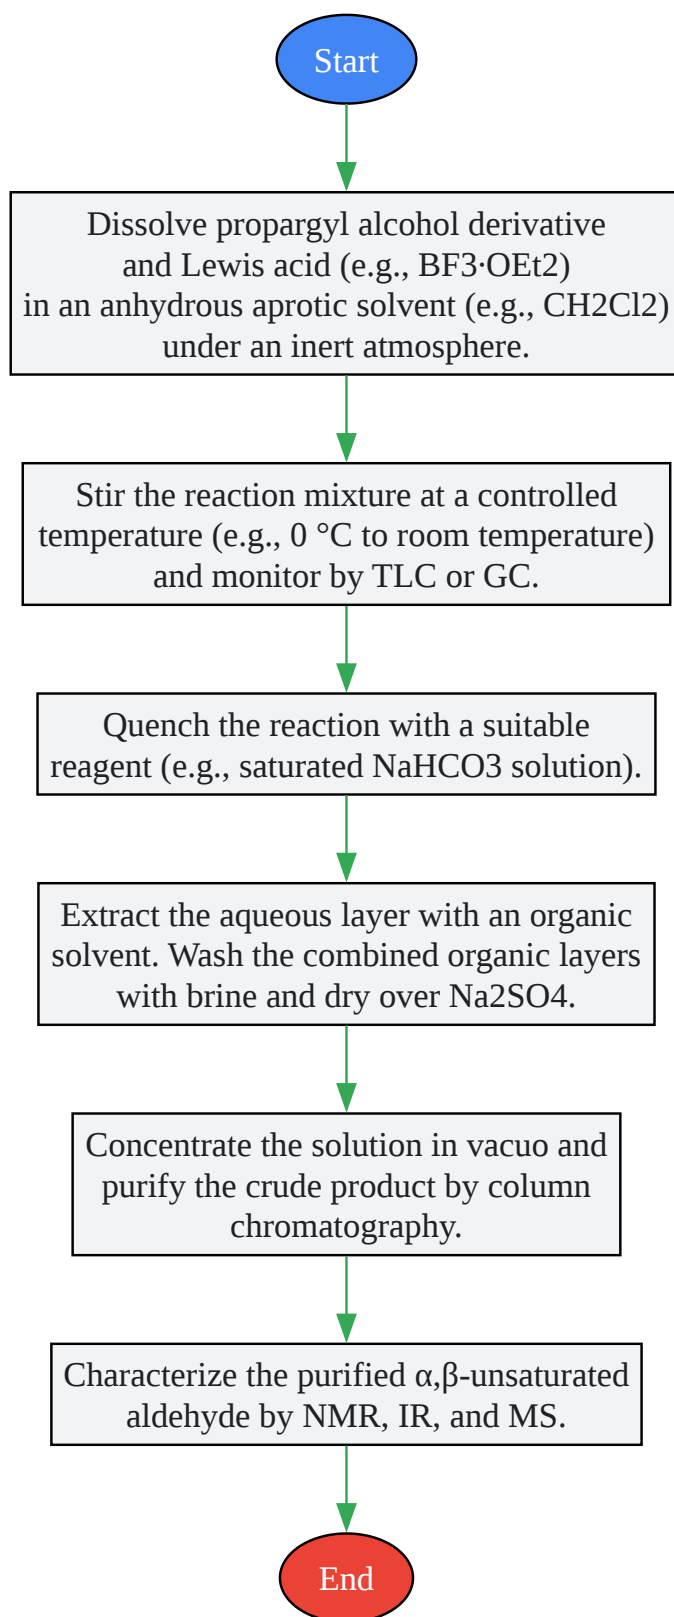 Start
Dissolve propargyl alcohol derivative
and Lewis acid (e.g., BF3·OEt2)
in an anhydrous aprotic solvent (e.g., CH2Cl2)
under an inert atmosphere.
Stir the reaction mixture at a controlled
temperature (e.g., 0 °C to room temperature)
and monitor by TLC or GC.
Quench the reaction with a suitable
reagent (e.g., saturated NaHCO3 solution).
Extract the aqueous layer with an organic
solvent. Wash the combined organic layers
with brine and dry over Na2SO4.
Concentrate the solution in vacuo and
purify the crude product by column
chromatography.
Characterize the purified α,β-unsaturated
aldehyde by NMR, IR, and MS.
End